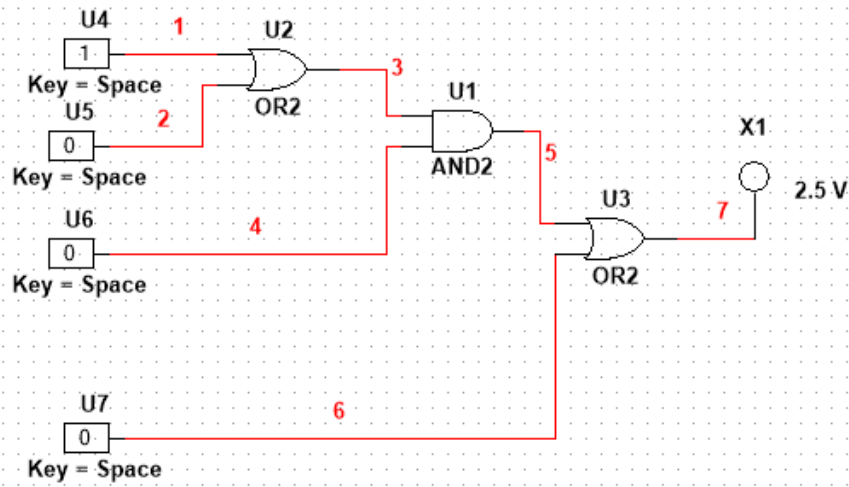 U4
1
1
Key = Space
U2
OR2
3
U5
2
0
Key = Space
U1
AND2
5
X1
2.5 V
U6
4
0
Key = Space
U3
OR2
7
U7
6
0
Key = Space